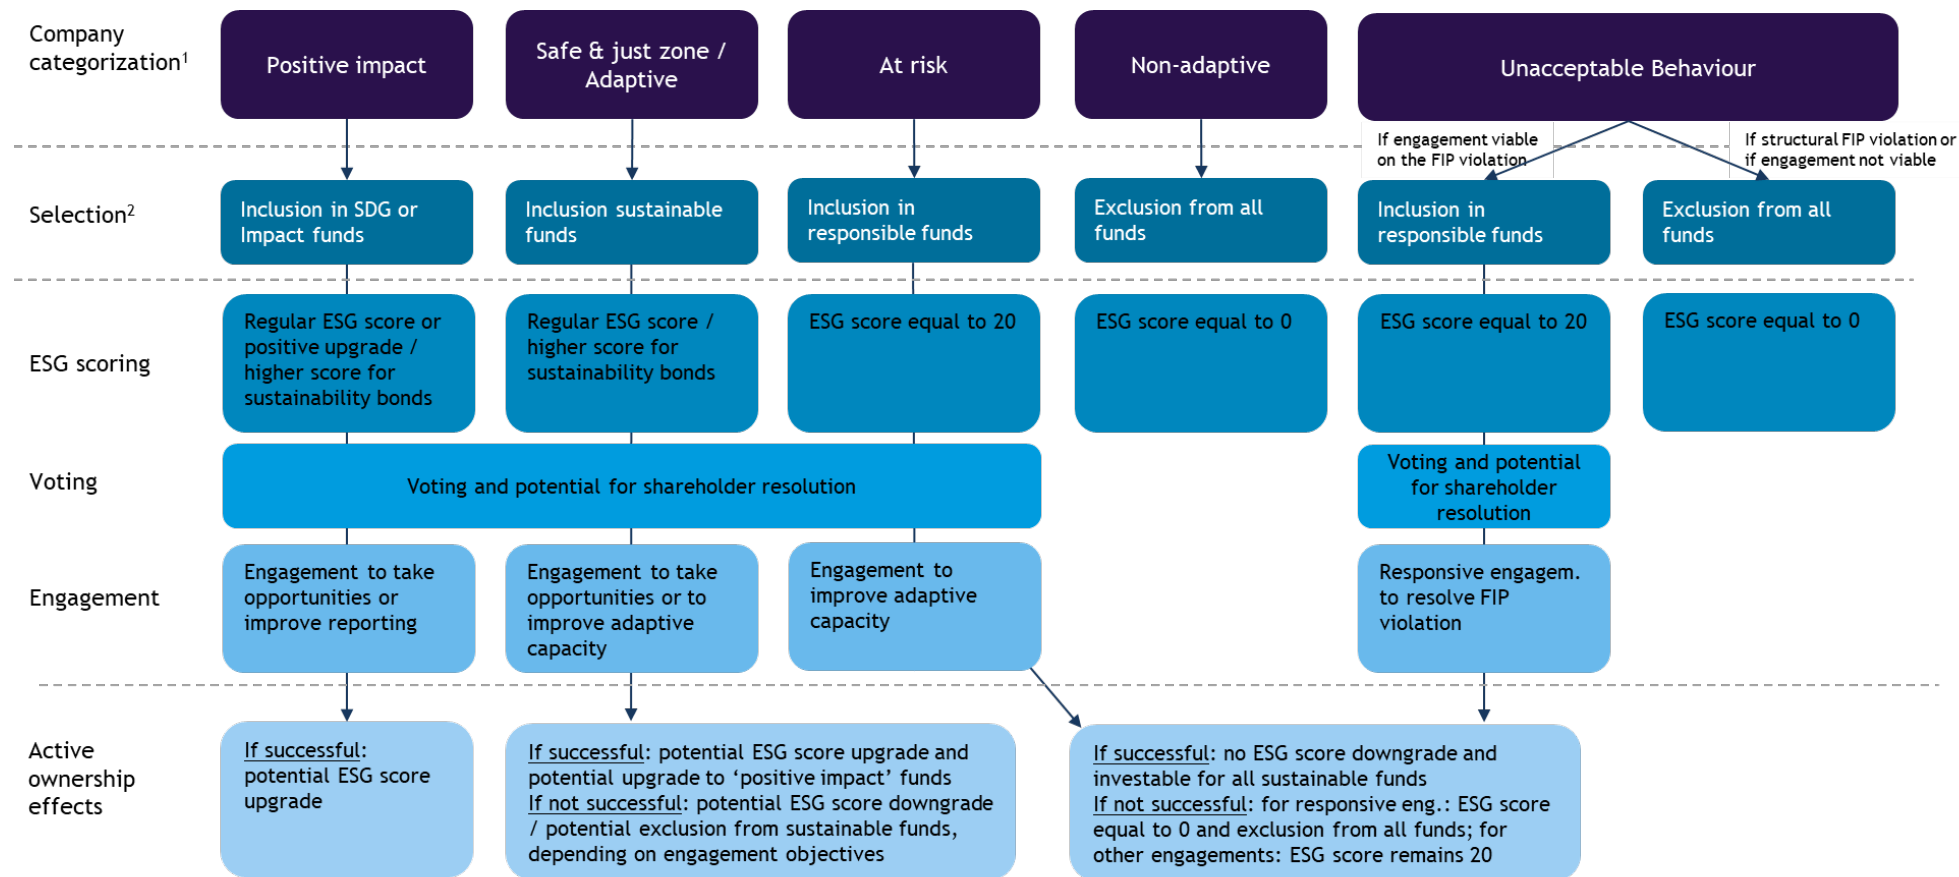 Company
categorization¹
Positive impact
Safe & just zone /
Adaptive
At risk
Non-adaptive
Unacceptable Behaviour
If engagement viable
on the FIP violation
If structural FIP violation or
if engagement not viable
Selection²
Inclusion in SDG or
Impact funds
Inclusion sustainable
funds
Inclusion in
responsible funds
Exclusion from all
funds
Inclusion in
responsible funds
Exclusion from all
funds
ESG scoring
Regular ESG score or
positive upgrade /
higher score for
sustainability bonds
Regular ESG score /
higher score for
sustainability bonds
ESG score equal to 20
ESG score equal to 0
ESG score equal to 20
ESG score equal to 0
Voting
Voting and potential for shareholder resolution
Voting and potential
for shareholder
resolution
Engagement
Engagement to take
opportunities or
improve reporting
Engagement to take
opportunities or to
improve adaptive
capacity
Engagement to
improve adaptive
capacity
Responsive engagem.
to resolve FIP
violation
Active
ownership
effects
If successful:
potential ESG score
upgrade
If successful: potential ESG score upgrade and
potential upgrade to ‘positive impact’ funds
If not successful: potential ESG score downgrade
/ potential exclusion from sustainable funds,
depending on engagement objectives
If successful: no ESG score downgrade and
investable for all sustainable funds
If not successful: for responsive eng.: ESG score
equal to 0 and exclusion from all funds; for
other engagements: ESG score remains 20